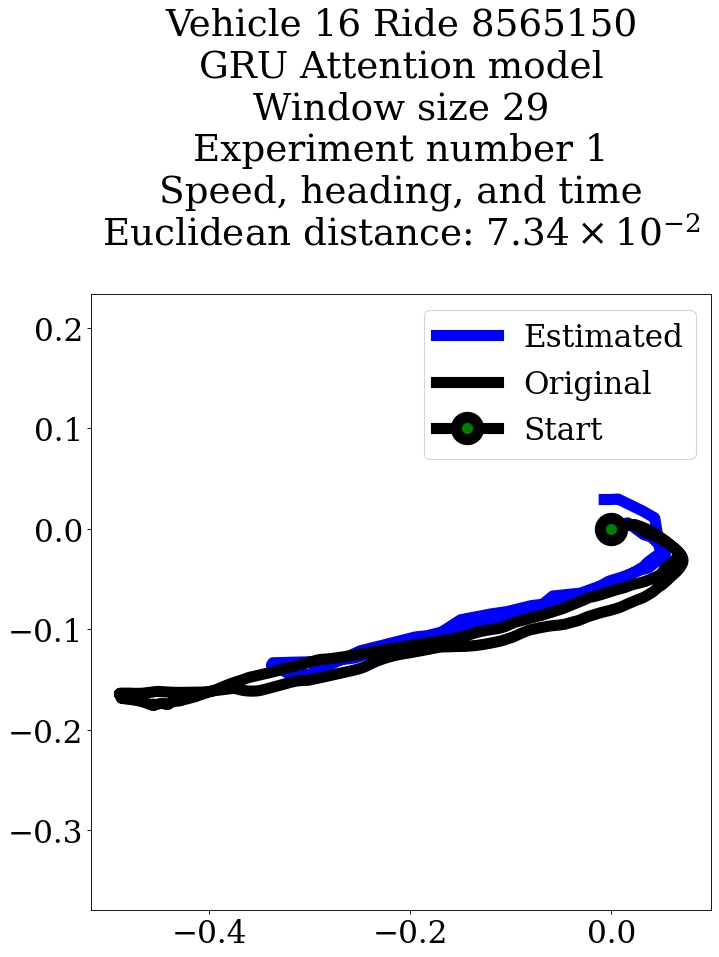 Vehicle 16 Ride 8565150
GRU Attention model
Window size 29
Experiment number 1
Speed, heading, and time
Euclidean distance: 7.34 × 10⁻²
Estimated
Original
Start
0.2
0.1
0.0
−0.1
−0.2
−0.3
−0.4
−0.2
0.0